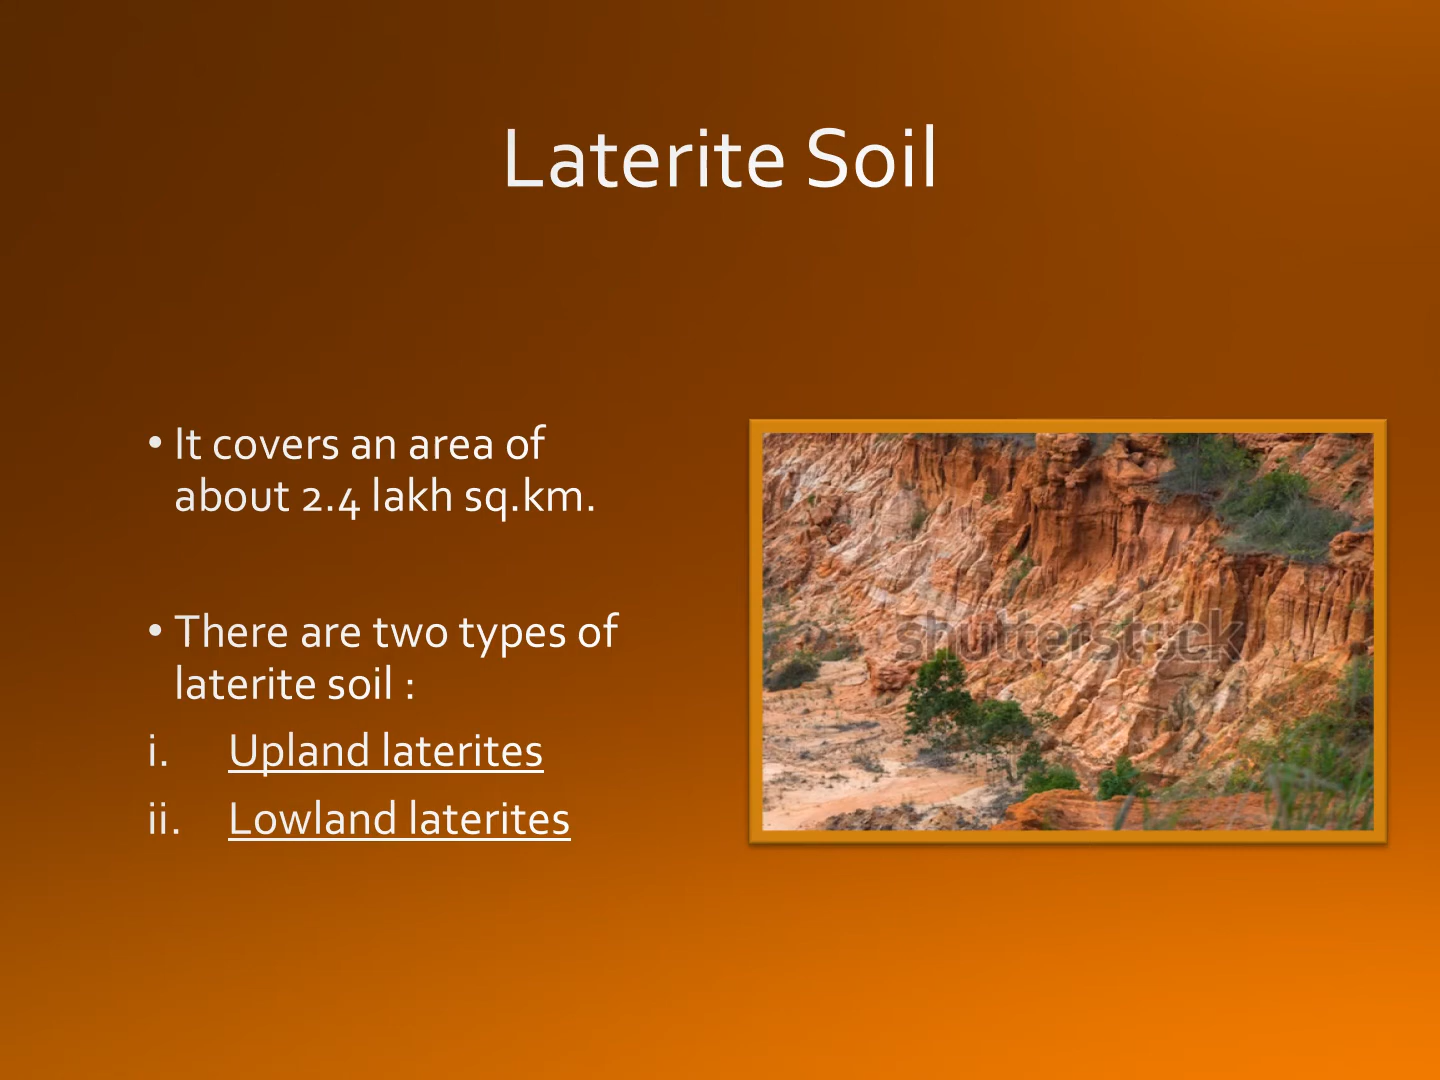 Laterite Soil
• It covers an area of
about 2.4 lakh sq.km.
• There are two types of
laterite soil :
i. Upland laterites
ii. Lowland laterites
shutterstock